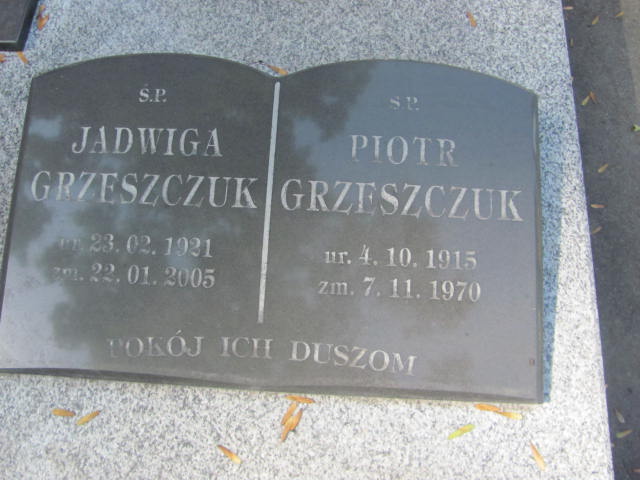 Ś.P.
JADWIGA
GRZESZCZUK
ur. 23. 02. 1921
zm. 22. 01. 2005
Ś.P.
PIOTR
GRZESZCZUK
ur. 4. 10. 1915
zm. 7. 11. 1970
POKÓJ ICH DUSZOM